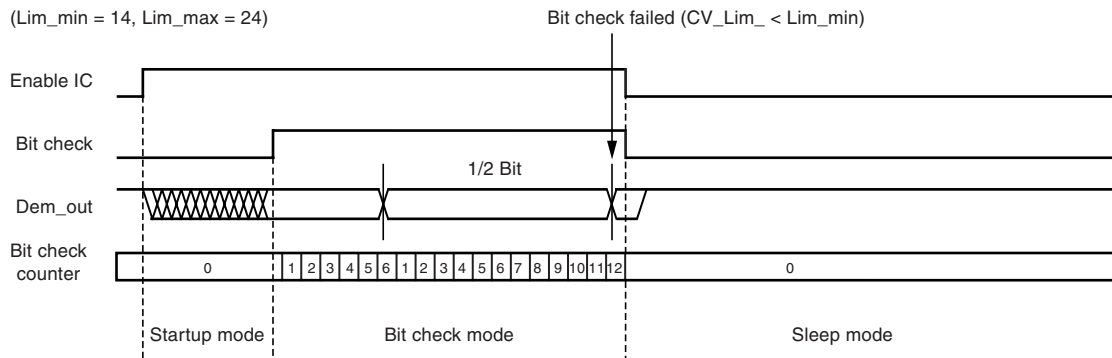 (Lim_min = 14, Lim_max = 24)
Bit check failed (CV_Lim_ < Lim_min)
Enable IC
Bit check
1/2 Bit
Dem_out
Bit check
counter
0 1 2 3 4 5 6 1 2 3 4 5 6 7 8 9 10 11 12 0
Startup mode
Bit check mode
Sleep mode